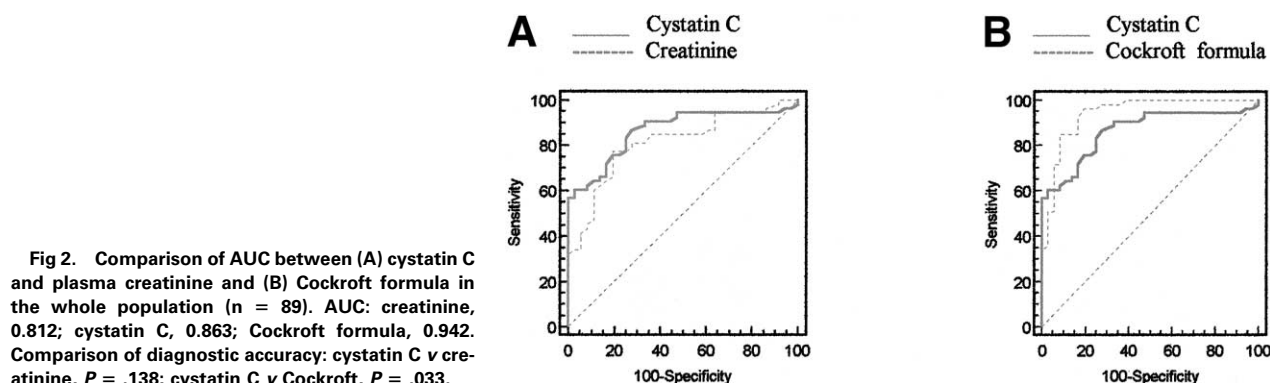 A
Cystatin C
Creatinine
100
80
60
40
20
0
Sensitivity
0 20 40 60 80 100
100-Specificity
B
Cystatin C
Cockroft formula
100
80
60
40
20
0
Sensitivity
0 20 40 60 80 100
100-Specificity
Fig 2. Comparison of AUC between (A) cystatin C
and plasma creatinine and (B) Cockroft formula in
the whole population (n = 89). AUC: creatinine,
0.812; cystatin C, 0.863; Cockroft formula, 0.942.
Comparison of diagnostic accuracy: cystatin C v cre-
atinine, P = .138; cystatin C v Cockroft, P = .033.